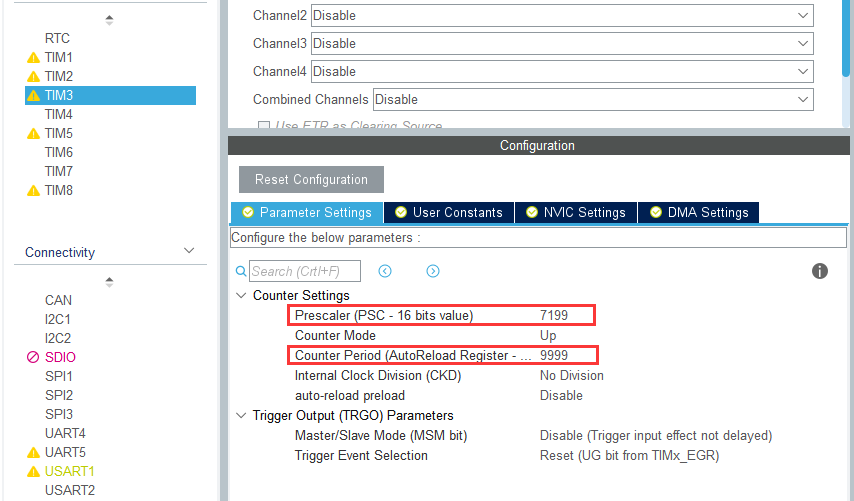 RTC
TIM1
TIM2
TIM3
TIM4
TIM5
TIM6
TIM7
TIM8
Connectivity
CAN
I2C1
I2C2
SDIO
SPI1
SPI2
SPI3
UART4
UART5
USART1
USART2
Channel2 Disable
Channel3 Disable
Channel4 Disable
Combined Channels Disable
Use ETR as Clearing Source
Configuration
Reset Configuration
Parameter Settings User Constants NVIC Settings DMA Settings
Configure the below parameters :
Search (Crtl+F)
Counter Settings
Prescaler (PSC - 16 bits value) 7199
Counter Mode Up
Counter Period (AutoReload Register - ... 9999
Internal Clock Division (CKD) No Division
auto-reload preload Disable
Trigger Output (TRGO) Parameters
Master/Slave Mode (MSM bit) Disable (Trigger input effect not delayed)
Trigger Event Selection Reset (UG bit from TIMx_EGR)